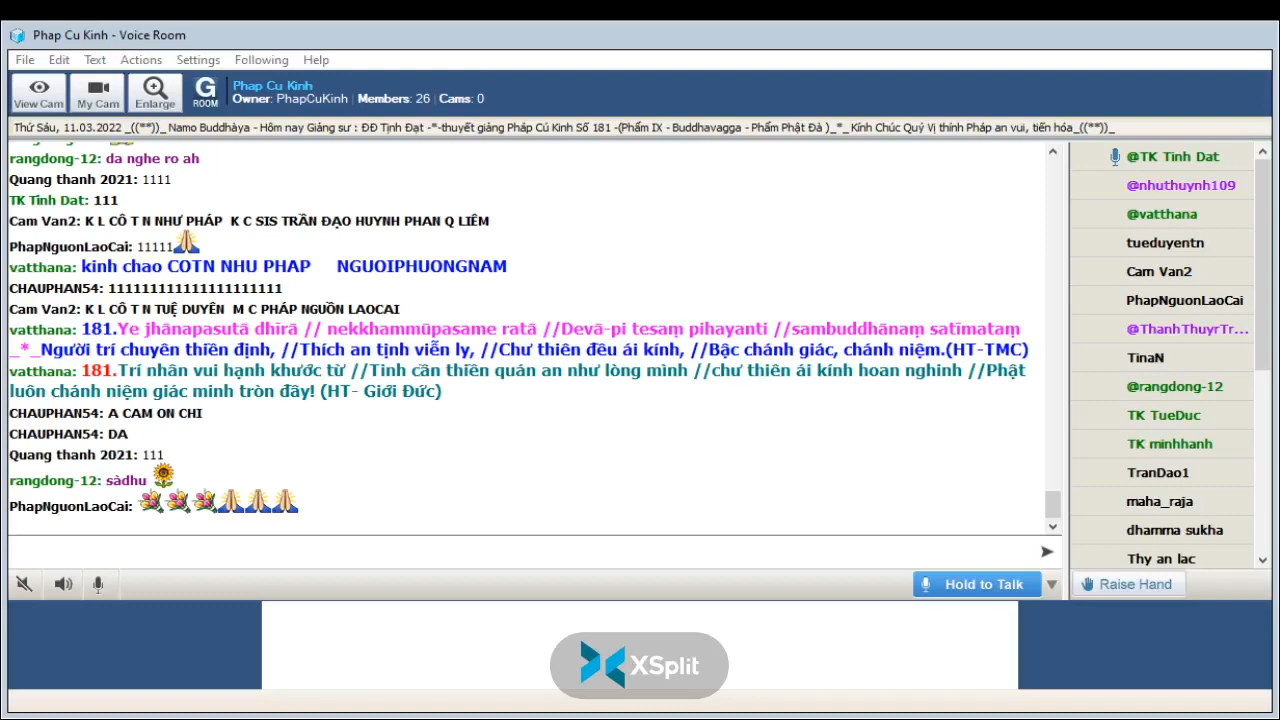 Phap Cu Kinh - Voice Room
File Edit Text Actions Settings Following Help
View Cam My Cam Enlarge G ROOM
Phap Cu Kinh
Owner: PhapCuKinh Members: 26 Cams: 0
Thứ Sáu, 11.03.2022 _((**))_ Namo Buddhàya - Hôm nay Giảng sư : ĐĐ Tịnh Đạt -*-thuyết giảng Pháp Cú Kinh Số 181 -(Phẩm IX - Buddhavagga - Phẩm Phật Đà )_*_ Kính Chúc Quý Vị thính Pháp an vui, tiến hóa_((**))_
rangdong-12: da nghe ro ah
Quang thanh 2021: 1111
TK Tinh Dat: 111
Cam Van2: K L CÔ T N NHƯ PHÁP K C SIS TRẦN ĐẠO HUYNH PHAN Q LIÊM
PhapNguonLaoCai: 11111
vatthana: kinh chao COTN NHU PHAP NGUOIPHUONGNAM
CHAUPHAN54: 111111111111111111111
Cam Van2: K L CÔ T N TUỆ DUYÊN M C PHÁP NGUỒN LAOCAI
vatthana: 181.Ye jhānapasutā dhīrā // nekkhammūpasame ratā //Devā-pi tesaṃ pihayanti //sambuddhānaṃ satīmataṃ
_*_Người trí chuyên thiền định, //Thích an tịnh viễn ly, //Chư thiên đều ái kính, //Bậc chánh giác, chánh niệm.(HT-TMC)
vatthana: 181.Trí nhân vui hạnh khước từ //Tinh cần thiền quán an như lòng mình //chư thiên ái kính hoan nghinh //Phật
luôn chánh niệm giác minh tròn đầy! (HT- Giới Đức)
CHAUPHAN54: A CAM ON CHI
CHAUPHAN54: DA
Quang thanh 2021: 111
rangdong-12: sàdhu
PhapNguonLaoCai:
@TK Tinh Dat
@nhuthuynh109
@vatthana
tueduyentn
Cam Van2
PhapNguonLaoCai
@ThanhThuyrTr...
TinaN
@rangdong-12
TK TueDuc
TK minhhanh
TranDao1
maha_raja
dhamma sukha
Thy an lac
Hold to Talk
Raise Hand
XSplit